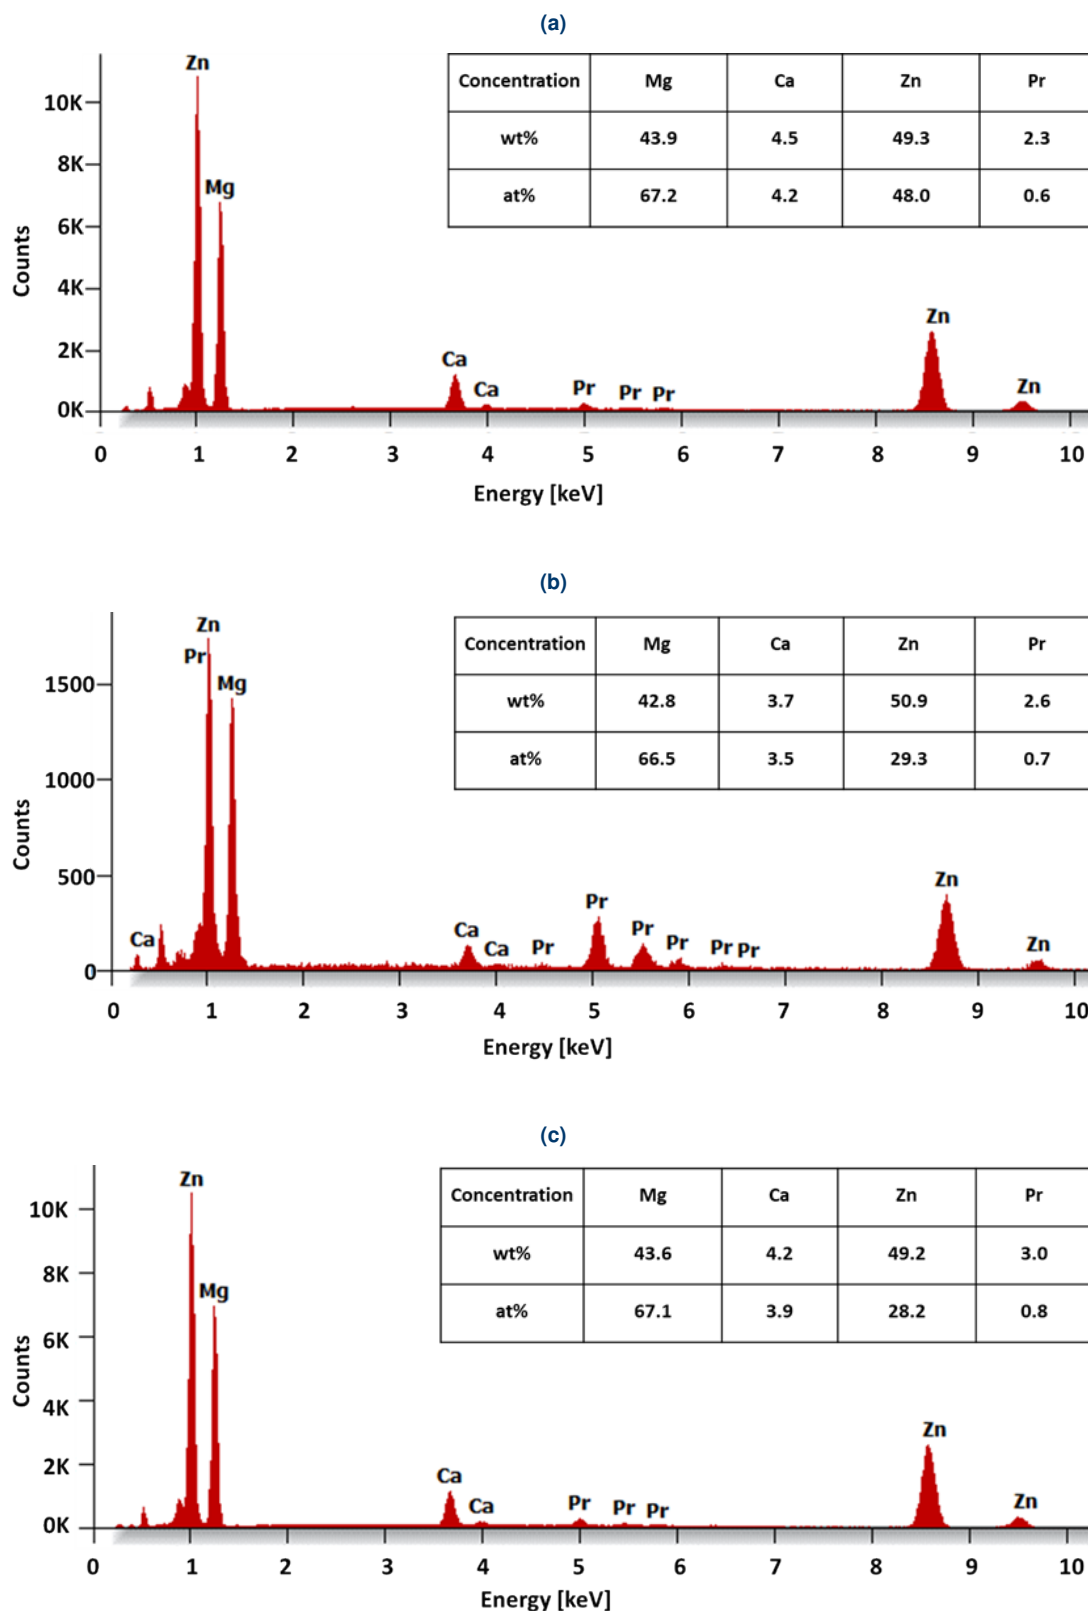 (a)
Zn
Mg
Ca
Ca
Pr
Pr
Pr
Zn
Zn
10K
8K
6K
4K
2K
0K
Counts
0 1 2 3 4 5 6 7 8 9 10
Energy [keV]
Concentration Mg Ca Zn Pr
wt% 43.9 4.5 49.3 2.3
at% 67.2 4.2 48.0 0.6
(b)
Zn
Pr
Mg
Ca
Ca
Ca
Pr
Pr
Pr
Pr
Pr
Pr
Zn
Zn
1500
1000
500
0
Counts
0 1 2 3 4 5 6 7 8 9 10
Energy [keV]
Concentration Mg Ca Zn Pr
wt% 42.8 3.7 50.9 2.6
at% 66.5 3.5 29.3 0.7
(c)
Zn
Mg
Ca
Ca
Pr
Pr
Pr
Zn
Zn
10K
8K
6K
4K
2K
0K
Counts
0 1 2 3 4 5 6 7 8 9 10
Energy [keV]
Concentration Mg Ca Zn Pr
wt% 43.6 4.2 49.2 3.0
at% 67.1 3.9 28.2 0.8